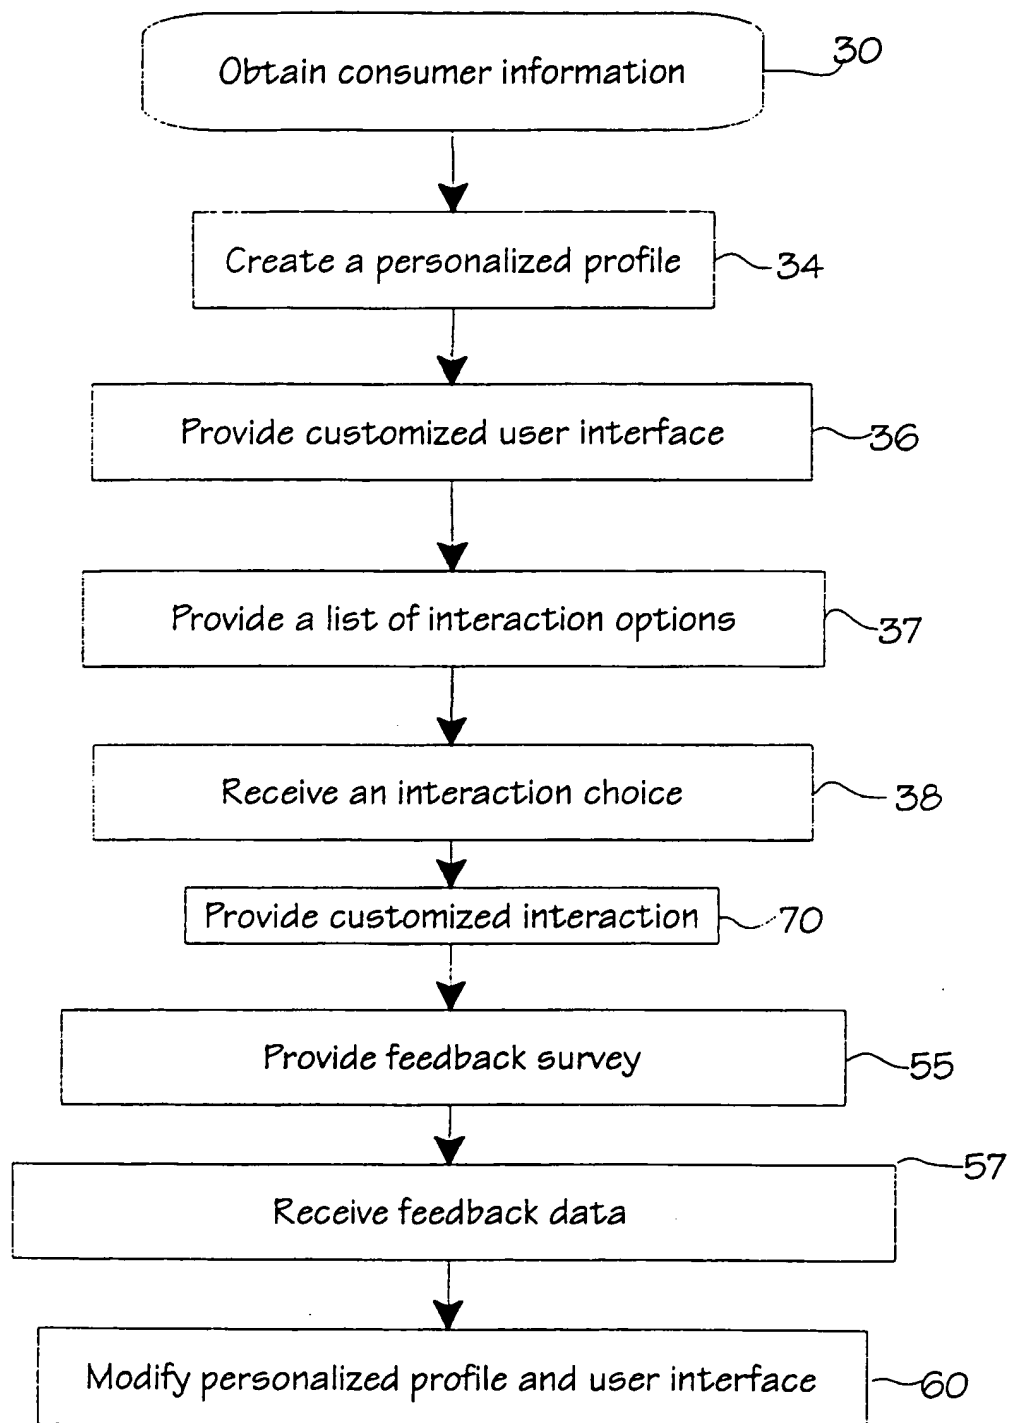 Obtain consumer information
30
Create a personalized profile
34
Provide customized user interface
36
Provide a list of interaction options
37
Receive an interaction choice
38
Provide customized interaction
70
Provide feedback survey
55
Receive feedback data
57
Modify personalized profile and user interface
60